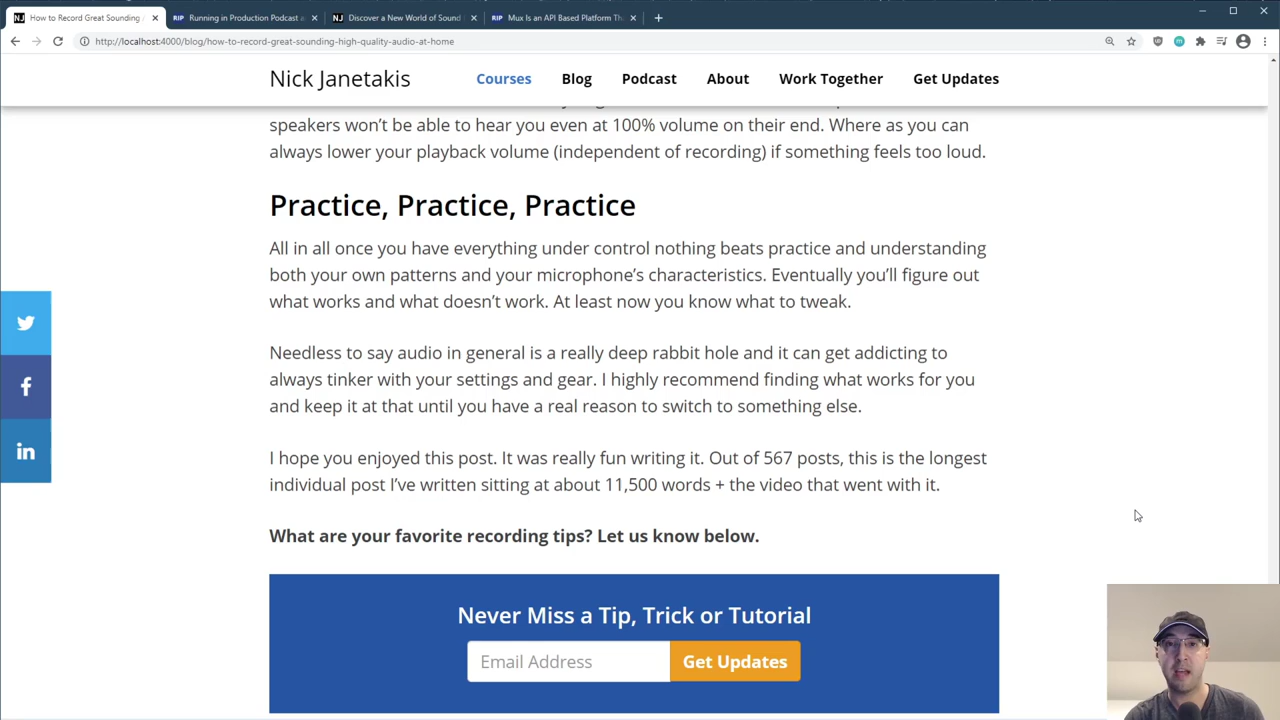 How to Record Great Sounding
Running in Production Podcast a
Discover a New World of Sound
Mux Is an API Based Platform Th
http://localhost:4000/blog/how-to-record-great-sounding-high-quality-audio-at-home
Nick Janetakis
Courses
Blog
Podcast
About
Work Together
Get Updates
speakers won't be able to hear you even at 100% volume on their end. Where as you can
always lower your playback volume (independent of recording) if something feels too loud.
Practice, Practice, Practice
All in all once you have everything under control nothing beats practice and understanding
both your own patterns and your microphone's characteristics. Eventually you'll figure out
what works and what doesn't work. At least now you know what to tweak.
Needless to say audio in general is a really deep rabbit hole and it can get addicting to
always tinker with your settings and gear. I highly recommend finding what works for you
and keep it at that until you have a real reason to switch to something else.
I hope you enjoyed this post. It was really fun writing it. Out of 567 posts, this is the longest
individual post I've written sitting at about 11,500 words + the video that went with it.
What are your favorite recording tips? Let us know below.
Never Miss a Tip, Trick or Tutorial
Email Address
Get Updates